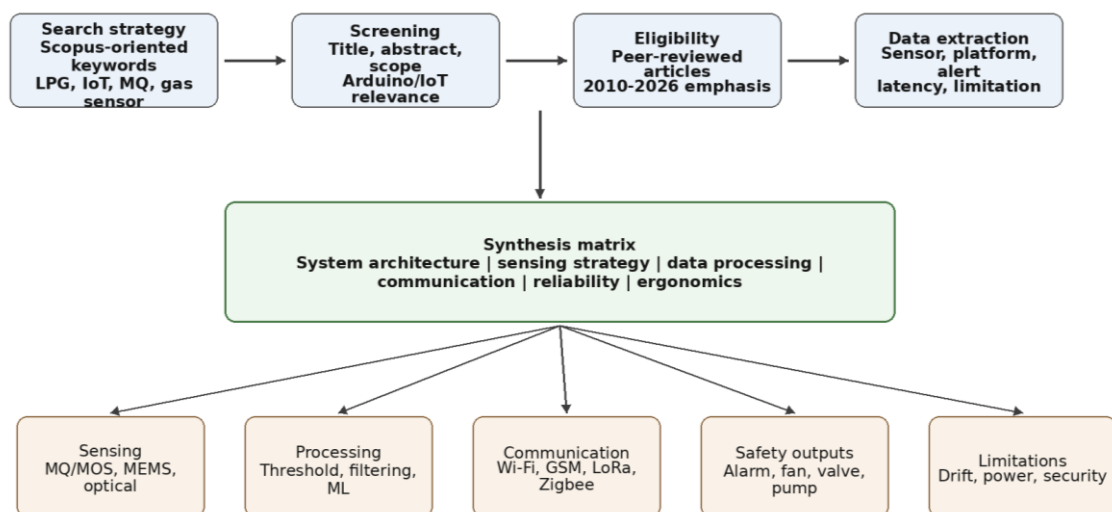 Search strategy
Scopus-oriented
keywords
LPG, IoT, MQ, gas
sensor
Screening
Title, abstract,
scope
Arduino/IoT
relevance
Eligibility
Peer-reviewed
articles
2010-2026 emphasis
Data extraction
Sensor, platform,
alert
latency, limitation
Synthesis matrix
System architecture | sensing strategy | data processing |
communication | reliability | ergonomics
Sensing
MQ/MOS, MEMS,
optical
Processing
Threshold, filtering,
ML
Communication
Wi-Fi, GSM, LoRa,
Zigbee
Safety outputs
Alarm, fan, valve,
pump
Limitations
Drift, power, security